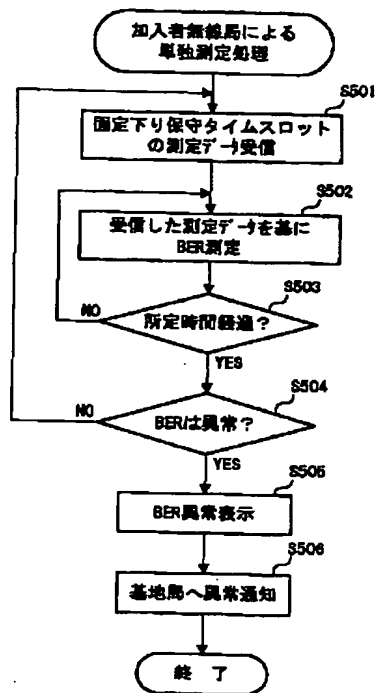 加入者無線局による
単独測定処理
S501
固定下り保守タイムスロット
の測定データ受信
S502
受信した測定データを基に
BER測定
S503
NO
所定時間経過?
YES
S504
NO
BERは異常?
YES
S505
BER異常表示
S506
基地局へ異常通知
終 了